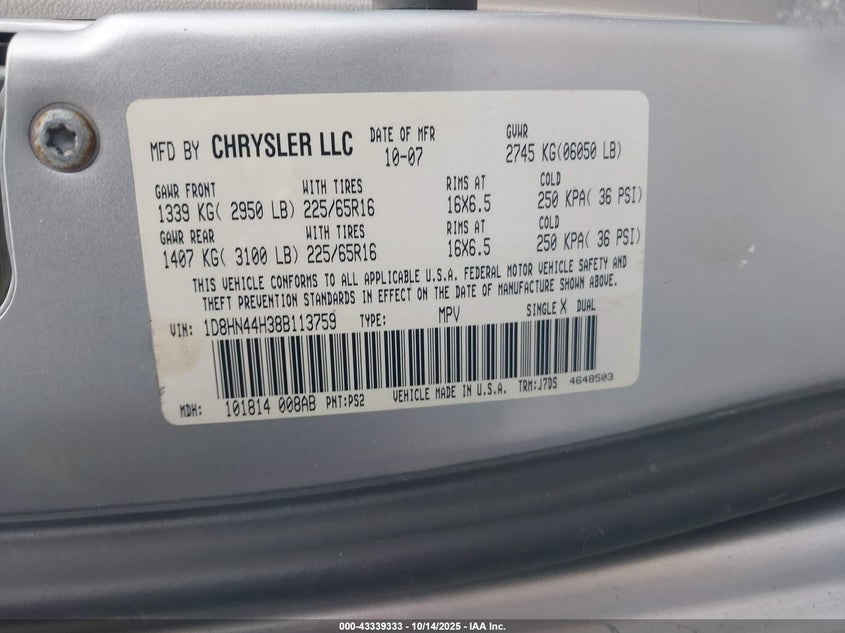 MFD BY CHRYSLER LLC DATE OF MFR 10-07 GVWR 2745 KG(06050 LB)
GAWR FRONT WITH TIRES RIMS AT COLD
1339 KG( 2950 LB) 225/65R16 16X6.5 250 KPA( 36 PSI)
GAWR REAR WITH TIRES RIMS AT COLD
1407 KG( 3100 LB) 225/65R16 16X6.5 250 KPA( 36 PSI)
THIS VEHICLE CONFORMS TO ALL APPLICABLE U.S.A. FEDERAL MOTOR VEHICLE SAFETY AND
THEFT PREVENTION STANDARDS IN EFFECT ON THE DATE OF MANUFACTURE SHOWN ABOVE.
VIN: 1D8HN44H38B113759 TYPE: MPV SINGLE X DUAL
MDH: 101814 008AB PNT:PS2 VEHICLE MADE IN U.S.A. TRM:J7DS 4648503
000-43339333 | 10/14/2025 - IAA Inc.